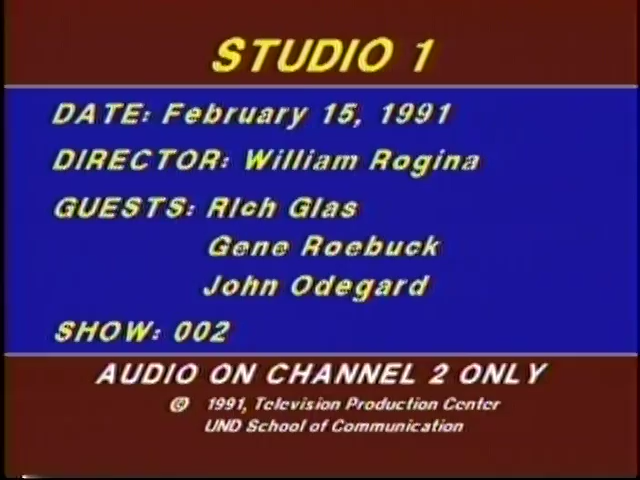 STUDIO 1
DATE: February 15, 1991
DIRECTOR: William Rogina
GUESTS: Rich Glas
Gene Roebuck
John Odegard
SHOW: 002
AUDIO ON CHANNEL 2 ONLY
© 1991, Television Production Center
UND School of Communication